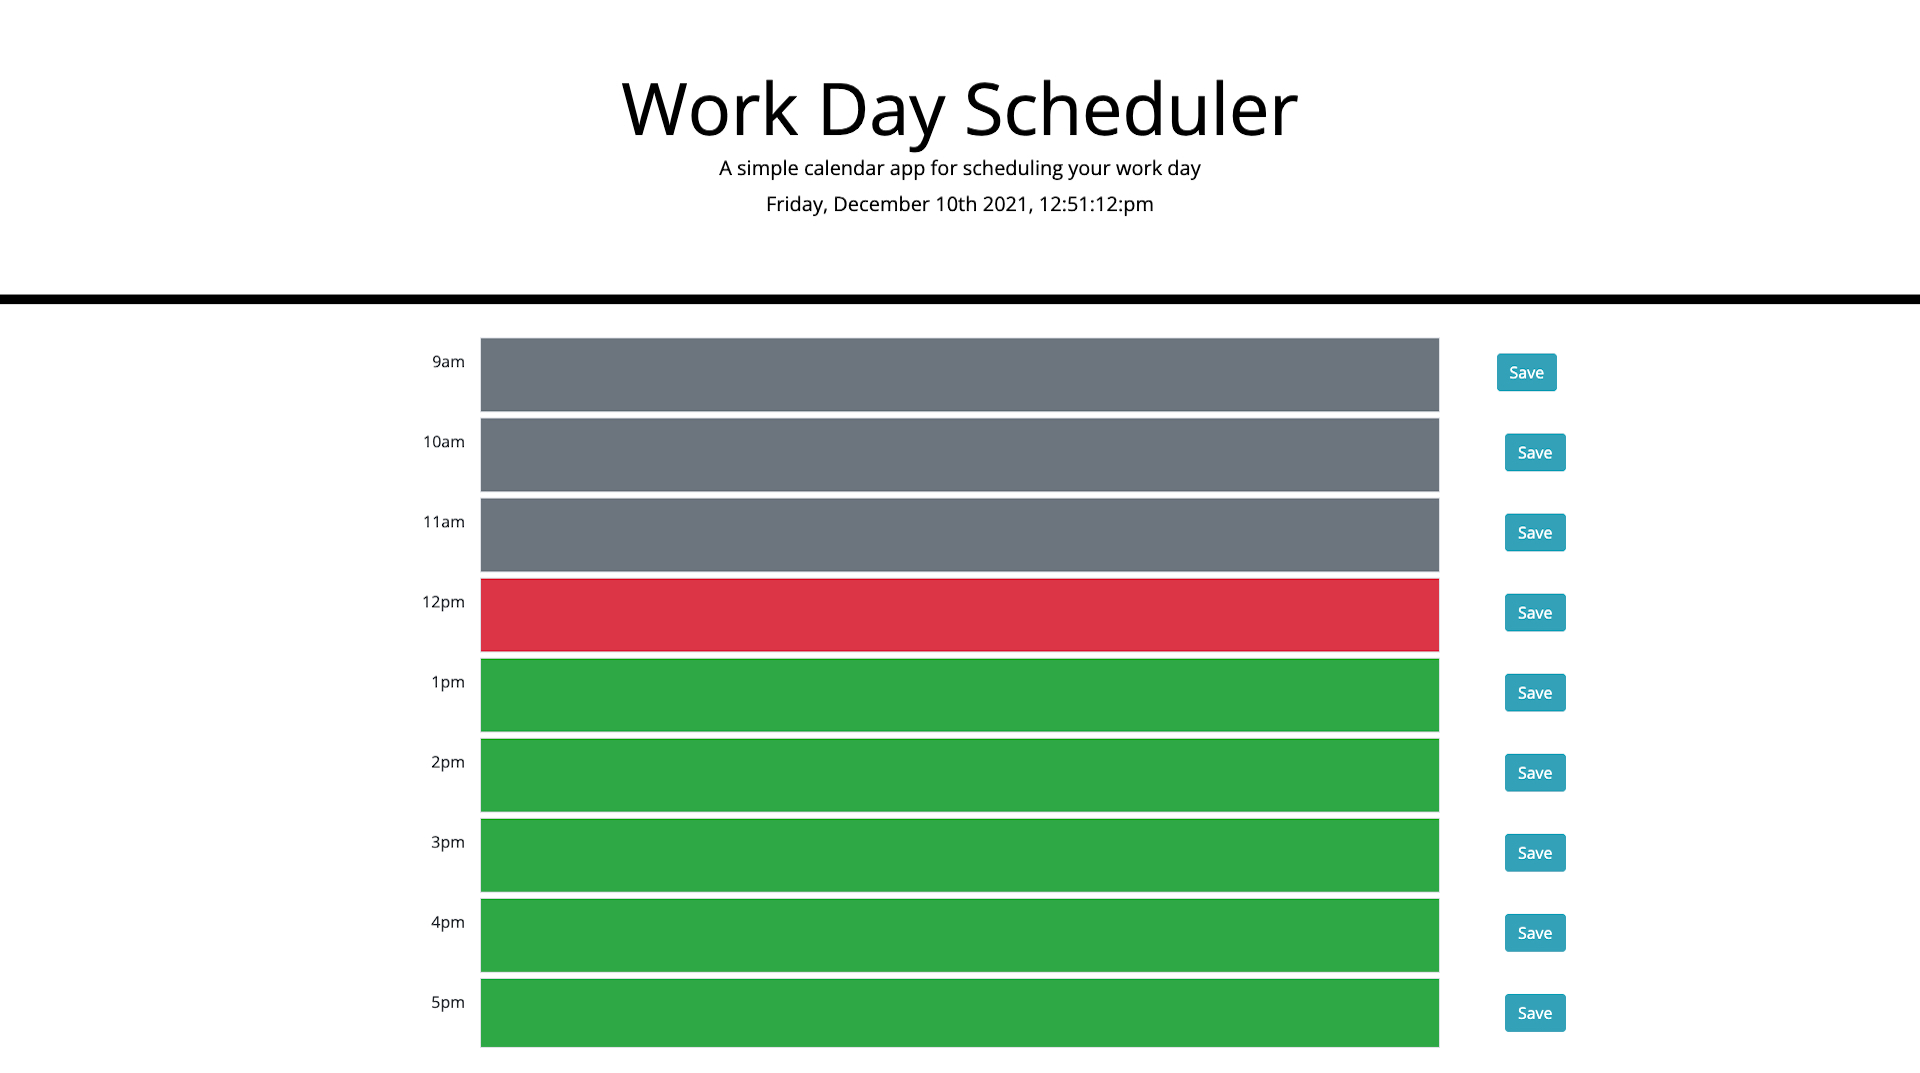 Work Day Scheduler
A simple calendar app for scheduling your work day
Friday, December 10th 2021, 12:51:12:pm
9am Save
10am Save
11am Save
12pm Save
1pm Save
2pm Save
3pm Save
4pm Save
5pm Save